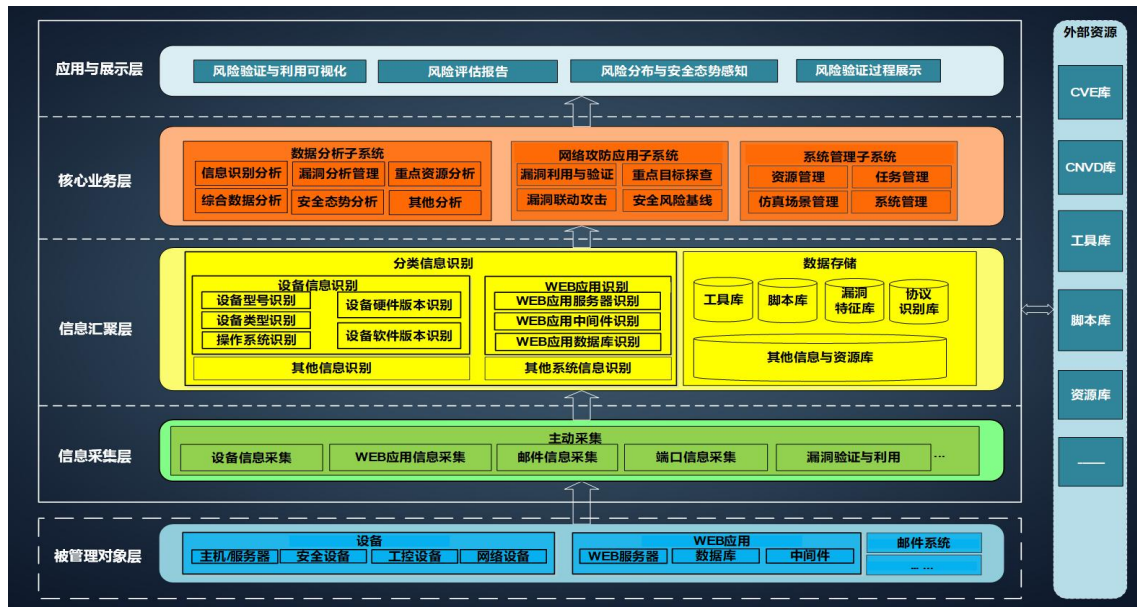 应用与展示层
风险验证与利用可视化
风险评估报告
风险分布与安全态势感知
风险验证过程展示
核心业务层
数据分析子系统
信息识别分析
漏洞分析管理
重点资源分析
综合数据分析
安全态势分析
其他分析
网络攻防应用子系统
漏洞利用与验证
重点目标探查
漏洞联动攻击
安全风险基线
系统管理子系统
资源管理
任务管理
仿真场景管理
系统管理
信息汇聚层
分类信息识别
设备信息识别
设备型号识别
设备类型识别
操作系统识别
设备硬件版本识别
设备软件版本识别
其他信息识别
WEB应用识别
WEB应用服务器识别
WEB应用中间件识别
WEB应用数据库识别
其他系统信息识别
数据存储
工具库
脚本库
漏洞
特征库
协议
识别库
其他信息与资源库
信息采集层
主动采集
设备信息采集
WEB应用信息采集
邮件信息采集
端口信息采集
漏洞验证与利用
...
被管理对象层
设备
主机/服务器
安全设备
工控设备
网络设备
WEB应用
WEB服务器
数据库
中间件
邮件系统
... ...
外部资源
CVE库
CNVD库
工具库
脚本库
资源库
——